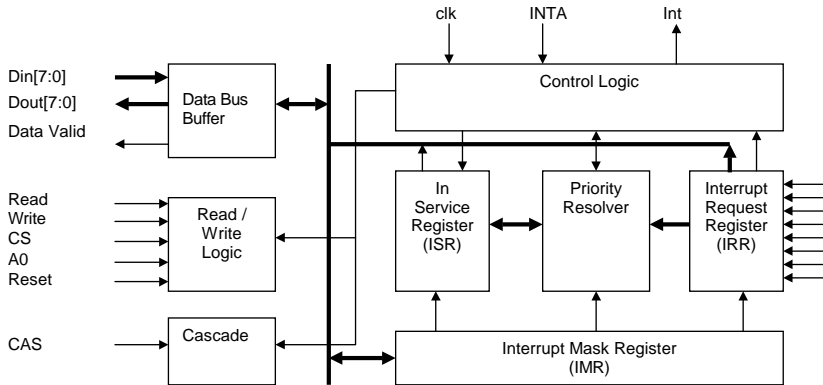 clk
INTA
Int
Din[7:0]
Dout[7:0]
Data Valid
Data Bus
Buffer
Control Logic
Read
Write
CS
A0
Reset
Read /
Write
Logic
In
Service
Register
(ISR)
Priority
Resolver
Interrupt
Request
Register
(IRR)
CAS
Cascade
Interrupt Mask Register
(IMR)